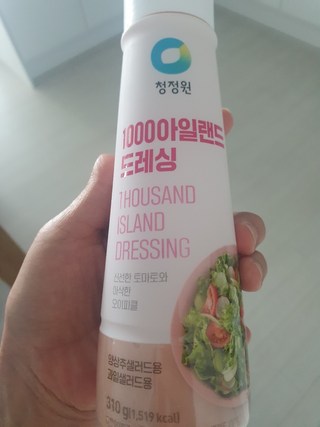 청정원
1000아일랜드
드레싱
THOUSAND
ISLAND
DRESSING
신선한 토마토와
아삭한
오이피클
양상추샐러드용
과일샐러드용
310g(1,519 kcal)